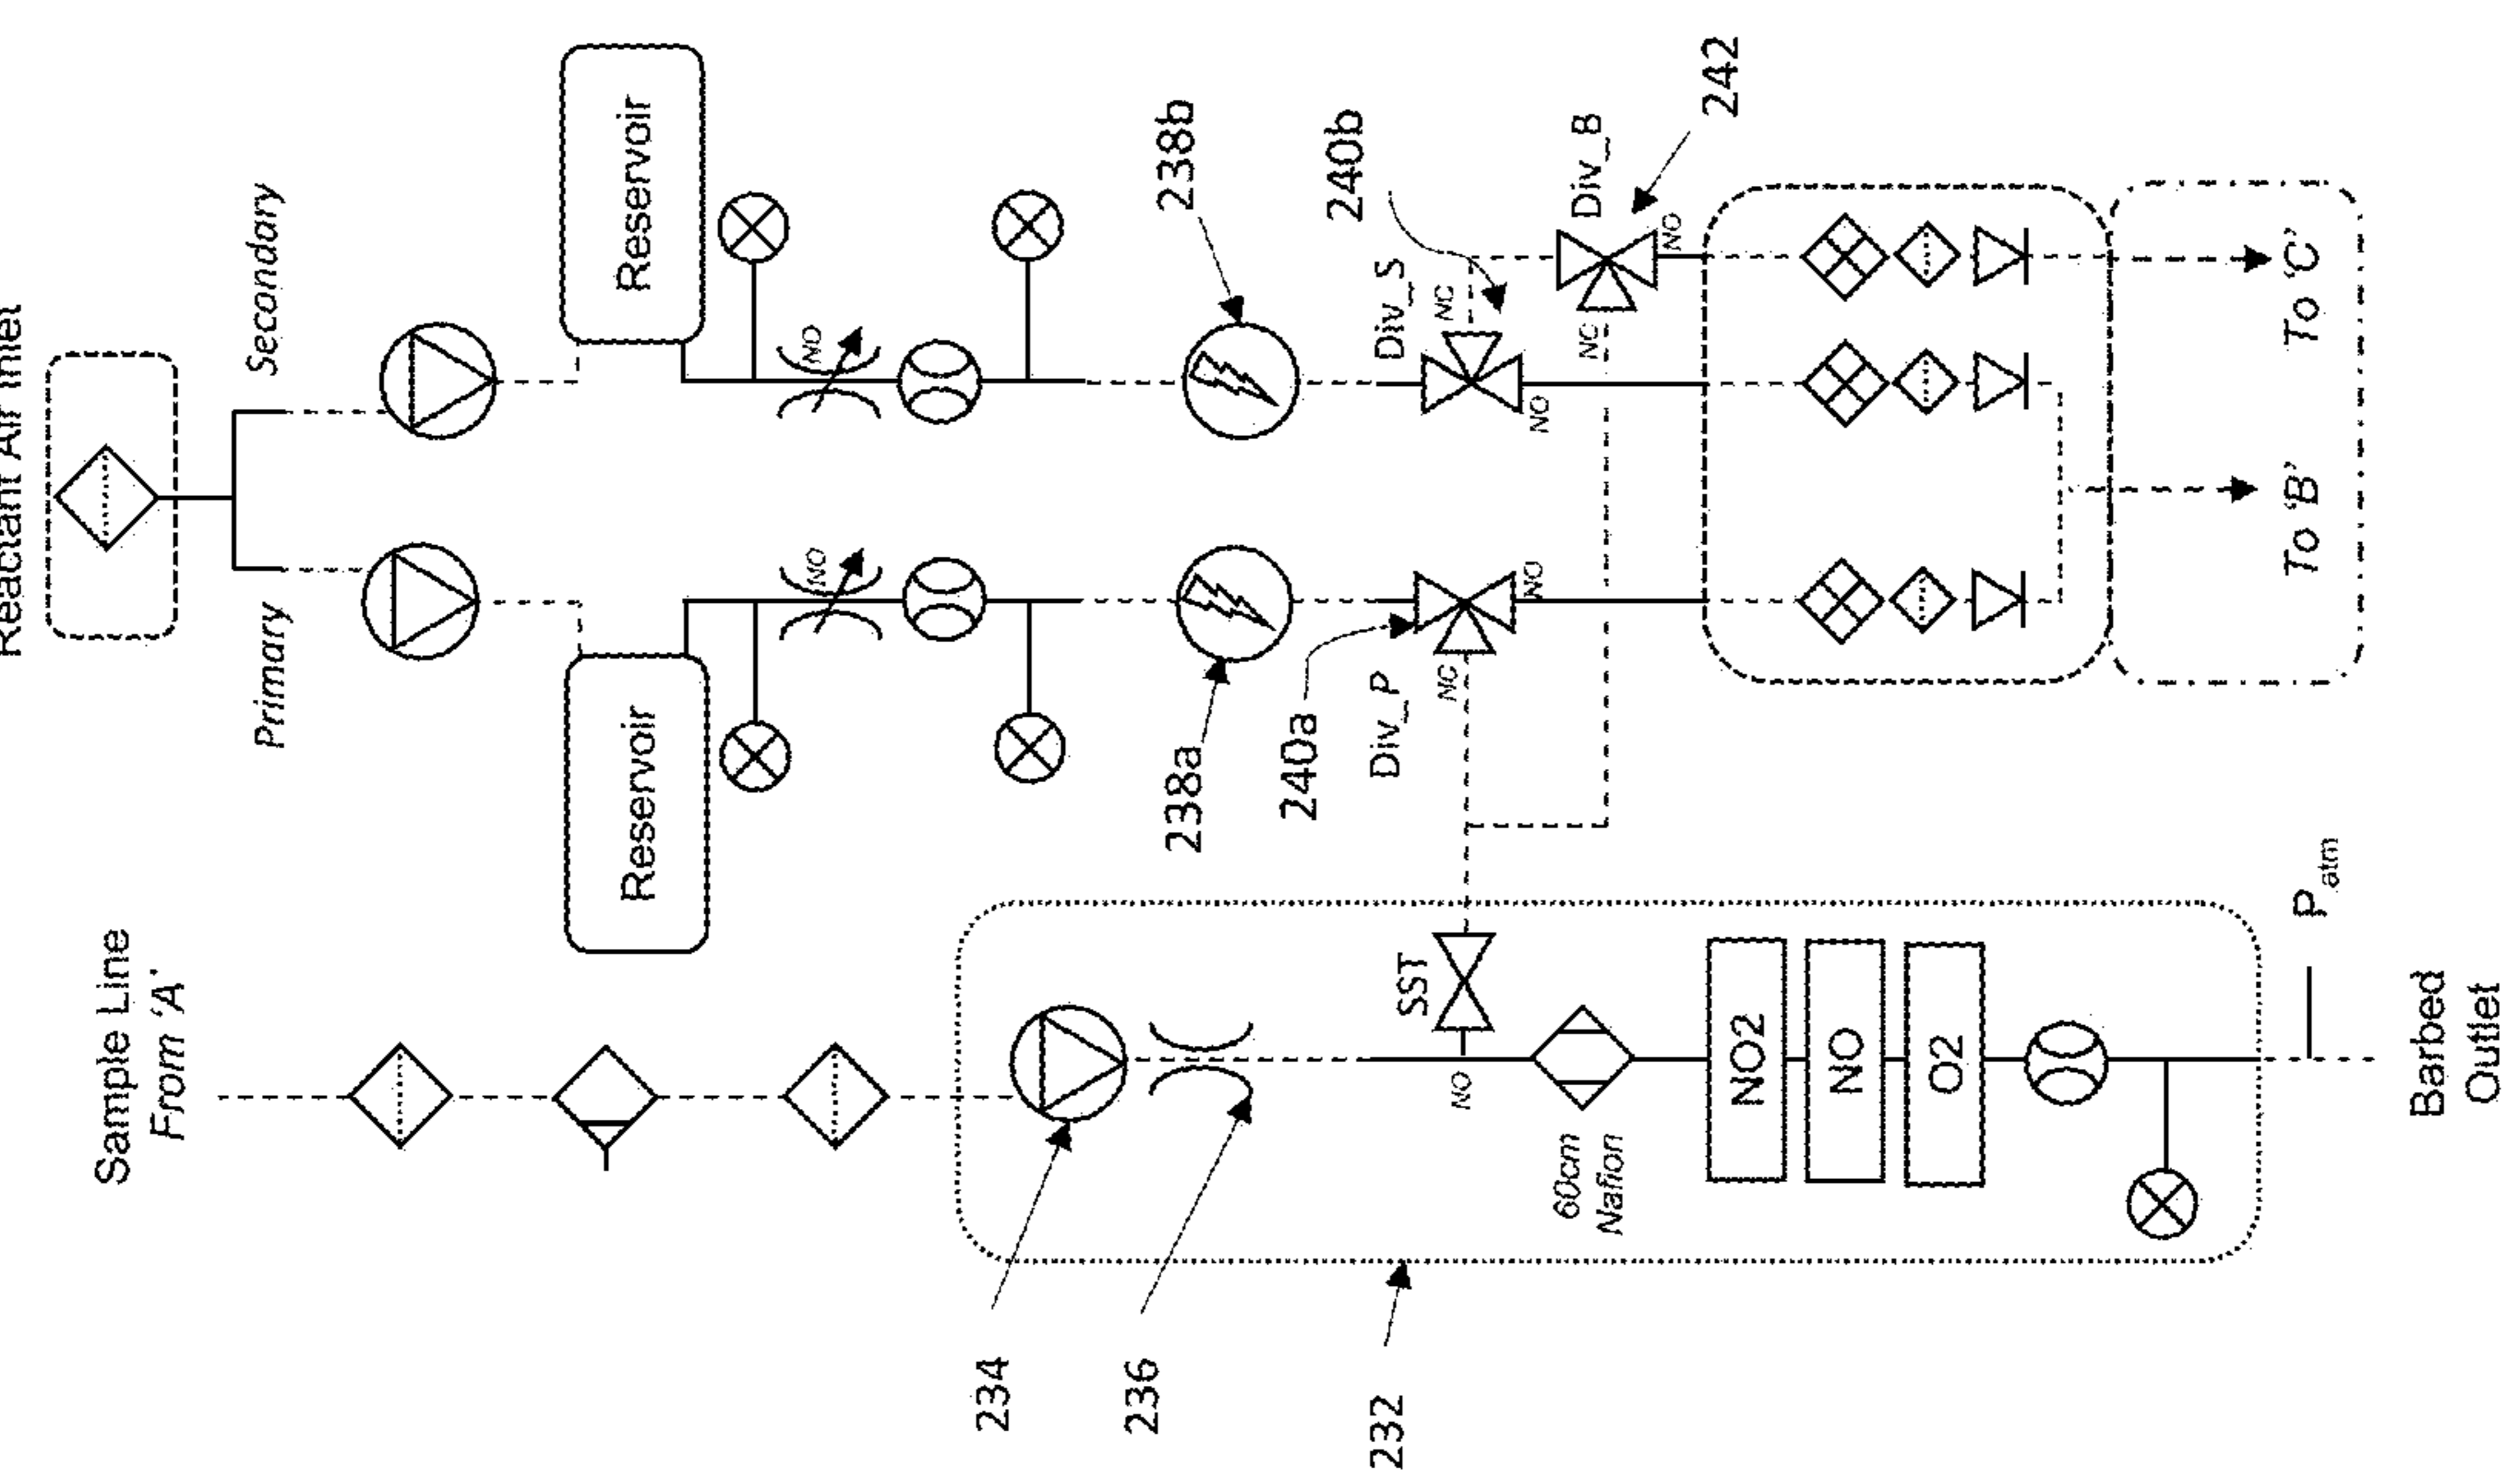 Reactant Air Inlet
Sample Line
From 'A'
Primary
Secondary
Reservoir
Reservoir
NO
NO
234
236
238a
238b
240a
240b
232
SST
Div_P
Div_S
NO
NC
NC
NO
NO
60cm
Nafion
NC
Div_B
NO
242
NO2
NO
O2
To 'B'
To 'C'
Patm
Barbed
Outlet